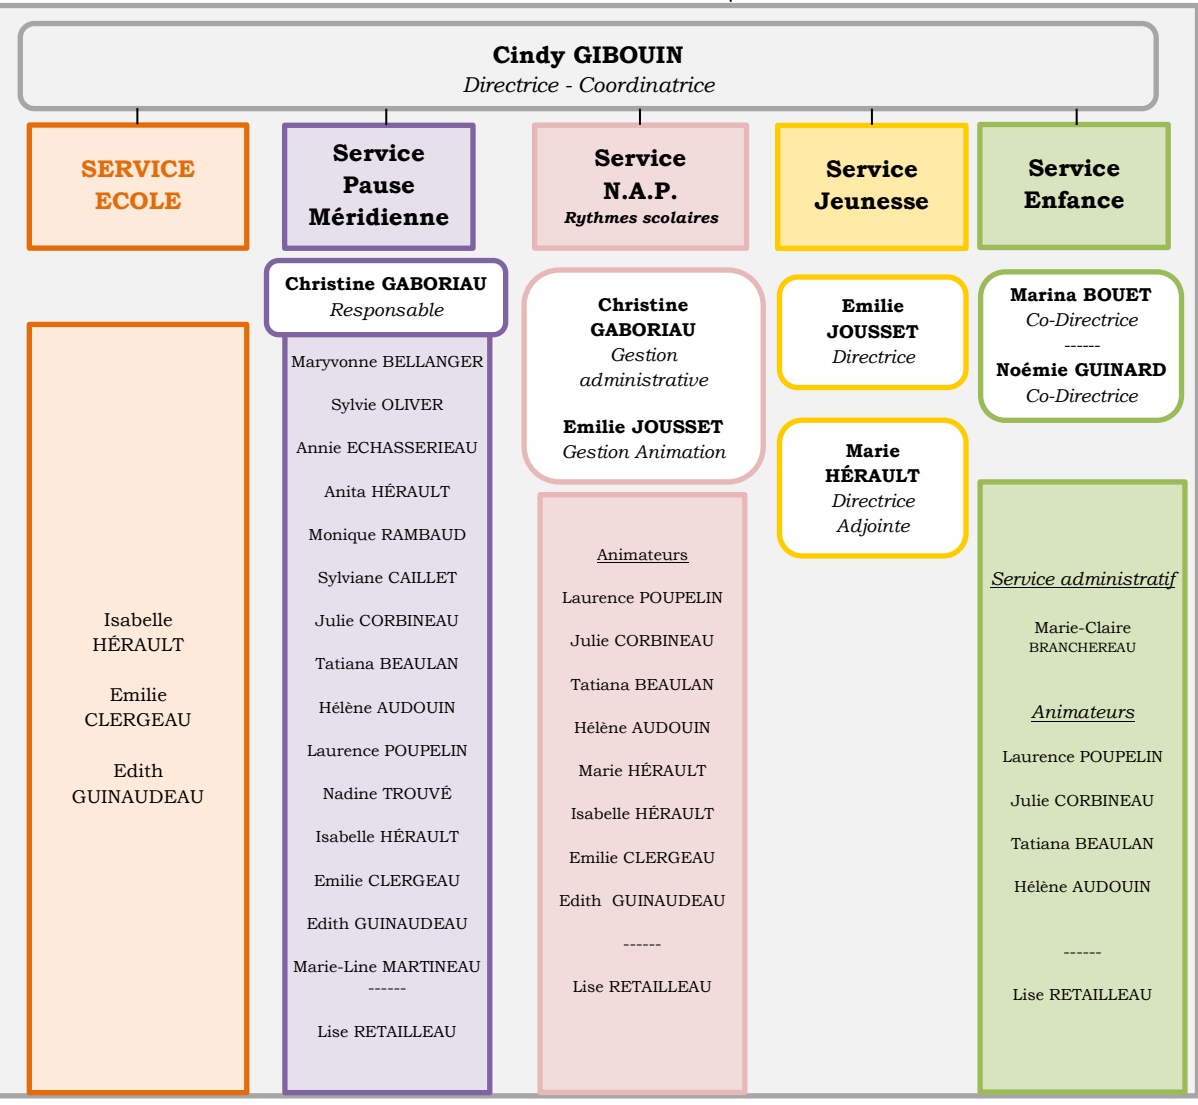 Cindy GIBOUIN
Directrice - Coordinatrice
SERVICE
ECOLE
Isabelle
HÉRAULT
Emilie
CLERGEAU
Edith
GUINAUDEAU
Service
Pause
Méridienne
Christine GABORIAU
Responsable
Maryvonne BELLANGER
Sylvie OLIVER
Annie ECHASSERIEAU
Anita HÉRAULT
Monique RAMBAUD
Sylviane CAILLET
Julie CORBINEAU
Tatiana BEAULAN
Hélène AUDOUIN
Laurence POUPELIN
Nadine TROUVÉ
Isabelle HÉRAULT
Emilie CLERGEAU
Edith GUINAUDEAU
Marie-Line MARTINEAU
------
Lise RETAILLEAU
Service
N.A.P.
Rythmes scolaires
Christine
GABORIAU
Gestion
administrative
Emilie JOUSSET
Gestion Animation
Animateurs
Laurence POUPELIN
Julie CORBINEAU
Tatiana BEAULAN
Hélène AUDOUIN
Marie HÉRAULT
Isabelle HÉRAULT
Emilie CLERGEAU
Edith  GUINAUDEAU
------
Lise RETAILLEAU
Service
Jeunesse
Emilie
JOUSSET
Directrice
Marie
HÉRAULT
Directrice
Adjointe
Service
Enfance
Marina BOUET
Co-Directrice
------
Noémie GUINARD
Co-Directrice
Service administratif
Marie-Claire
BRANCHEREAU
Animateurs
Laurence POUPELIN
Julie CORBINEAU
Tatiana BEAULAN
Hélène AUDOUIN
------
Lise RETAILLEAU